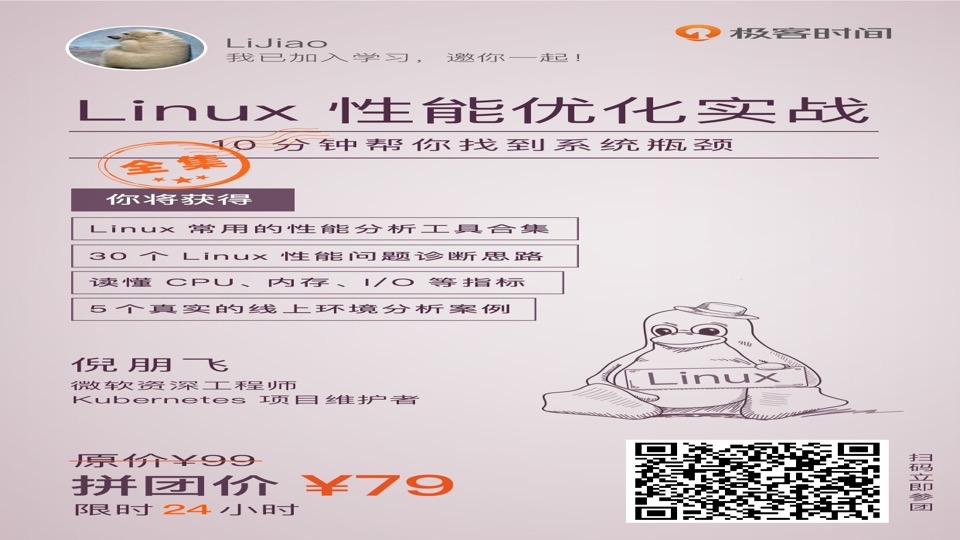 LiJiao
我已加入学习，邀你一起！
极客时间
Linux 性能优化实战
10 分钟帮你找到系统瓶颈
全集
你将获得
Linux 常用的性能分析工具合集
30 个 Linux 性能问题诊断思路
读懂 CPU、内存、I/O 等指标
5个真实的线上环境分析案例
倪朋飞
微软资深工程师
Kubernetes 项目维护者
Linux
原价¥99
拼团价 ¥79
限时 24 小时
扫码立即参团